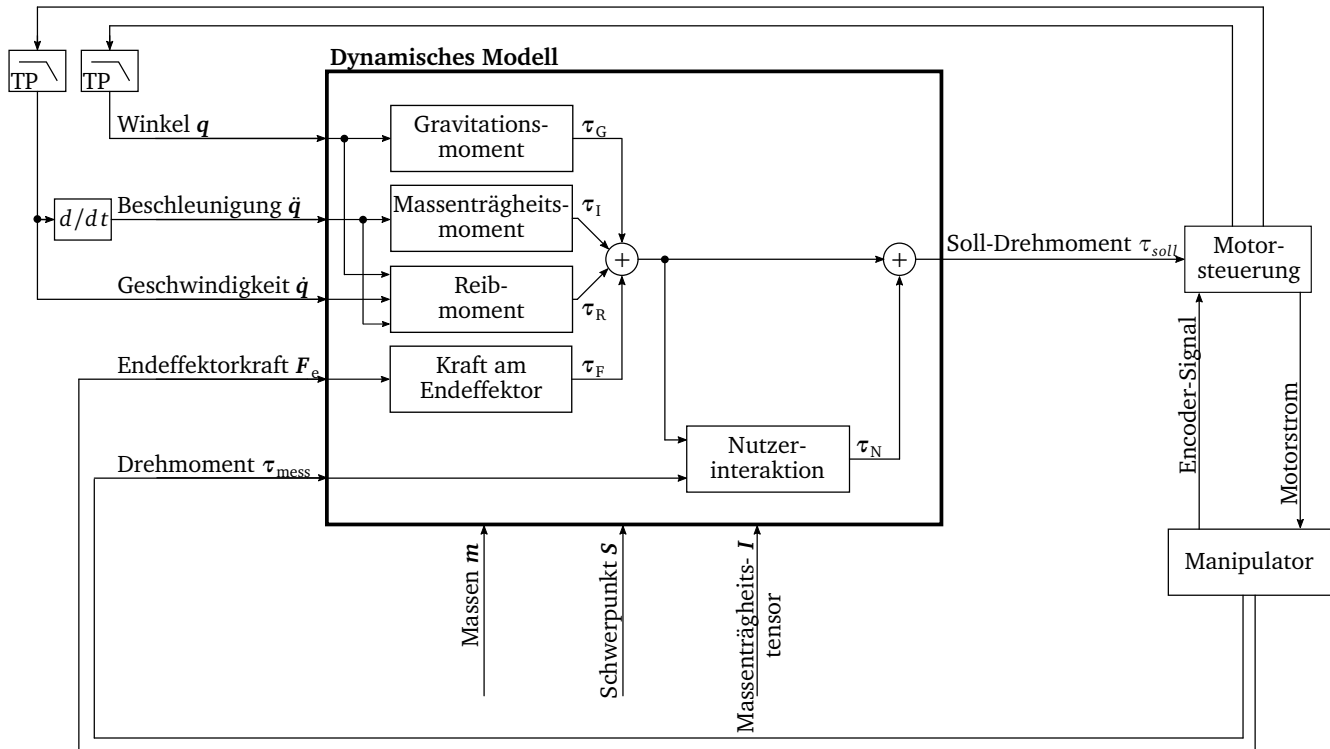 Dynamisches Modell
TP
TP
Winkel q
Gravitations-
moment
τG
Beschleunigung q̈
d/dt
Massenträgheits-
moment
τI
Soll-Drehmoment τsoll
Motor-
steuerung
+
+
Geschwindigkeit q̇
Reib-
moment
τR
Endeffektorkraft Fe
Kraft am
Endeffektor
τF
Encoder-Signal
Motorstrom
Drehmoment τmess
Nutzer-
interaktion
τN
Manipulator
Massen m
Schwerpunkt S
Massenträgheits- I
tensor